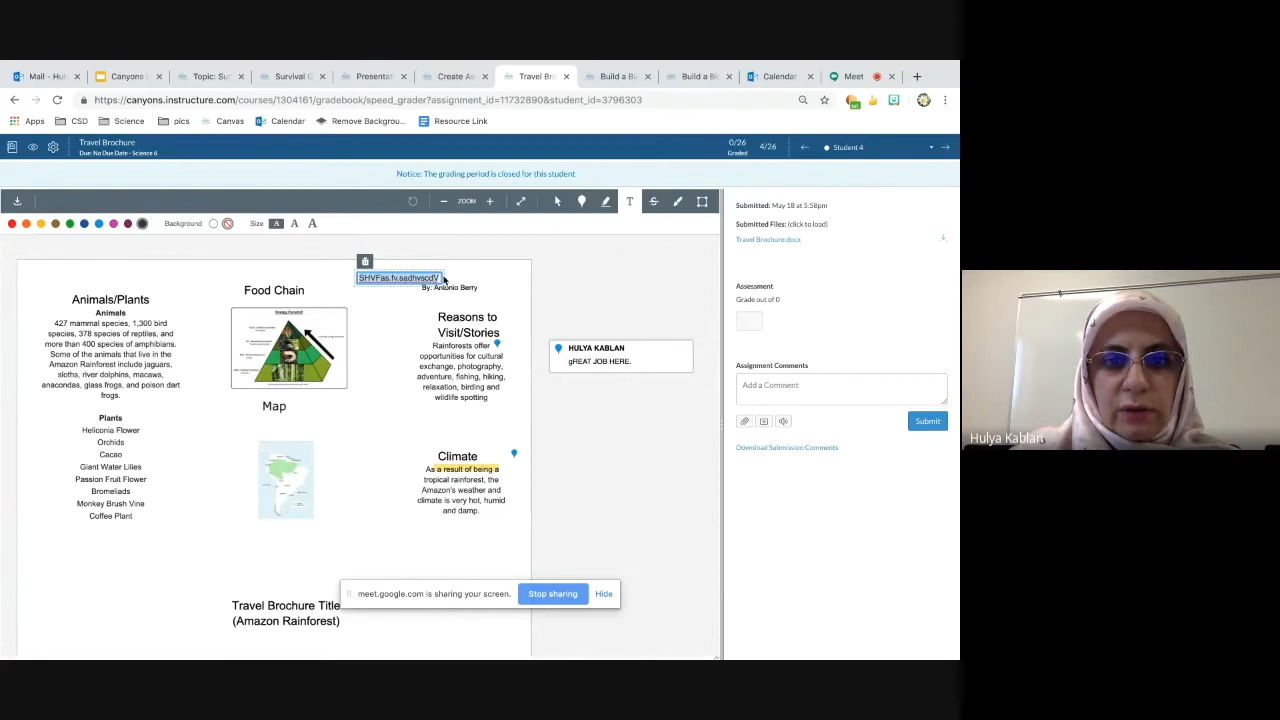 Mail - Hul
Canyons
Topic: Sur
Survival G
Presentat
Create As
Travel Bro
Build a Bi
Build a Bi
Calendar
Meet
https://canyons.instructure.com/courses/1304161/gradebook/speed_grader?assignment_id=11732890&student_id=3796303
Apps CSD Science pics Canvas Calendar Remove Backgrou... Resource Link
Travel Brochure
Due: No Due Date - Science 6
0/26
Graded
4/26
Student 4
Notice: The grading period is closed for this student
ZOOM
T
Background
Size A A A
SHVFas.fv.sadhvscdV
By: Antonio Berry
Animals/Plants
Animals
427 mammal species, 1,300 bird
species, 378 species of reptiles, and
more than 400 species of amphibians.
Some of the animals that live in the
Amazon Rainforest include jaguars,
sloths, river dolphins, macaws,
anacondas, glass frogs, and poison dart
frogs.
Plants
Heliconia Flower
Orchids
Cacao
Giant Water Lilies
Passion Fruit Flower
Bromeliads
Monkey Brush Vine
Coffee Plant
Food Chain
Energy Pyramid
Map
Reasons to
Visit/Stories
Rainforests offer
opportunities for cultural
exchange, photography,
adventure, fishing, hiking,
relaxation, birding and
wildlife spotting
Climate
As a result of being a
tropical rainforest, the
Amazon's weather and
climate is very hot, humid
and damp.
Travel Brochure Title
(Amazon Rainforest)
HULYA KABLAN
gREAT JOB HERE.
meet.google.com is sharing your screen.
Stop sharing
Hide
Submitted: May 18 at 5:58pm
Submitted Files: (click to load)
Travel Brochure.docx
Assessment
Grade out of 0
Assignment Comments
Add a Comment
Submit
Download Submission Comments
Hulya Kablan